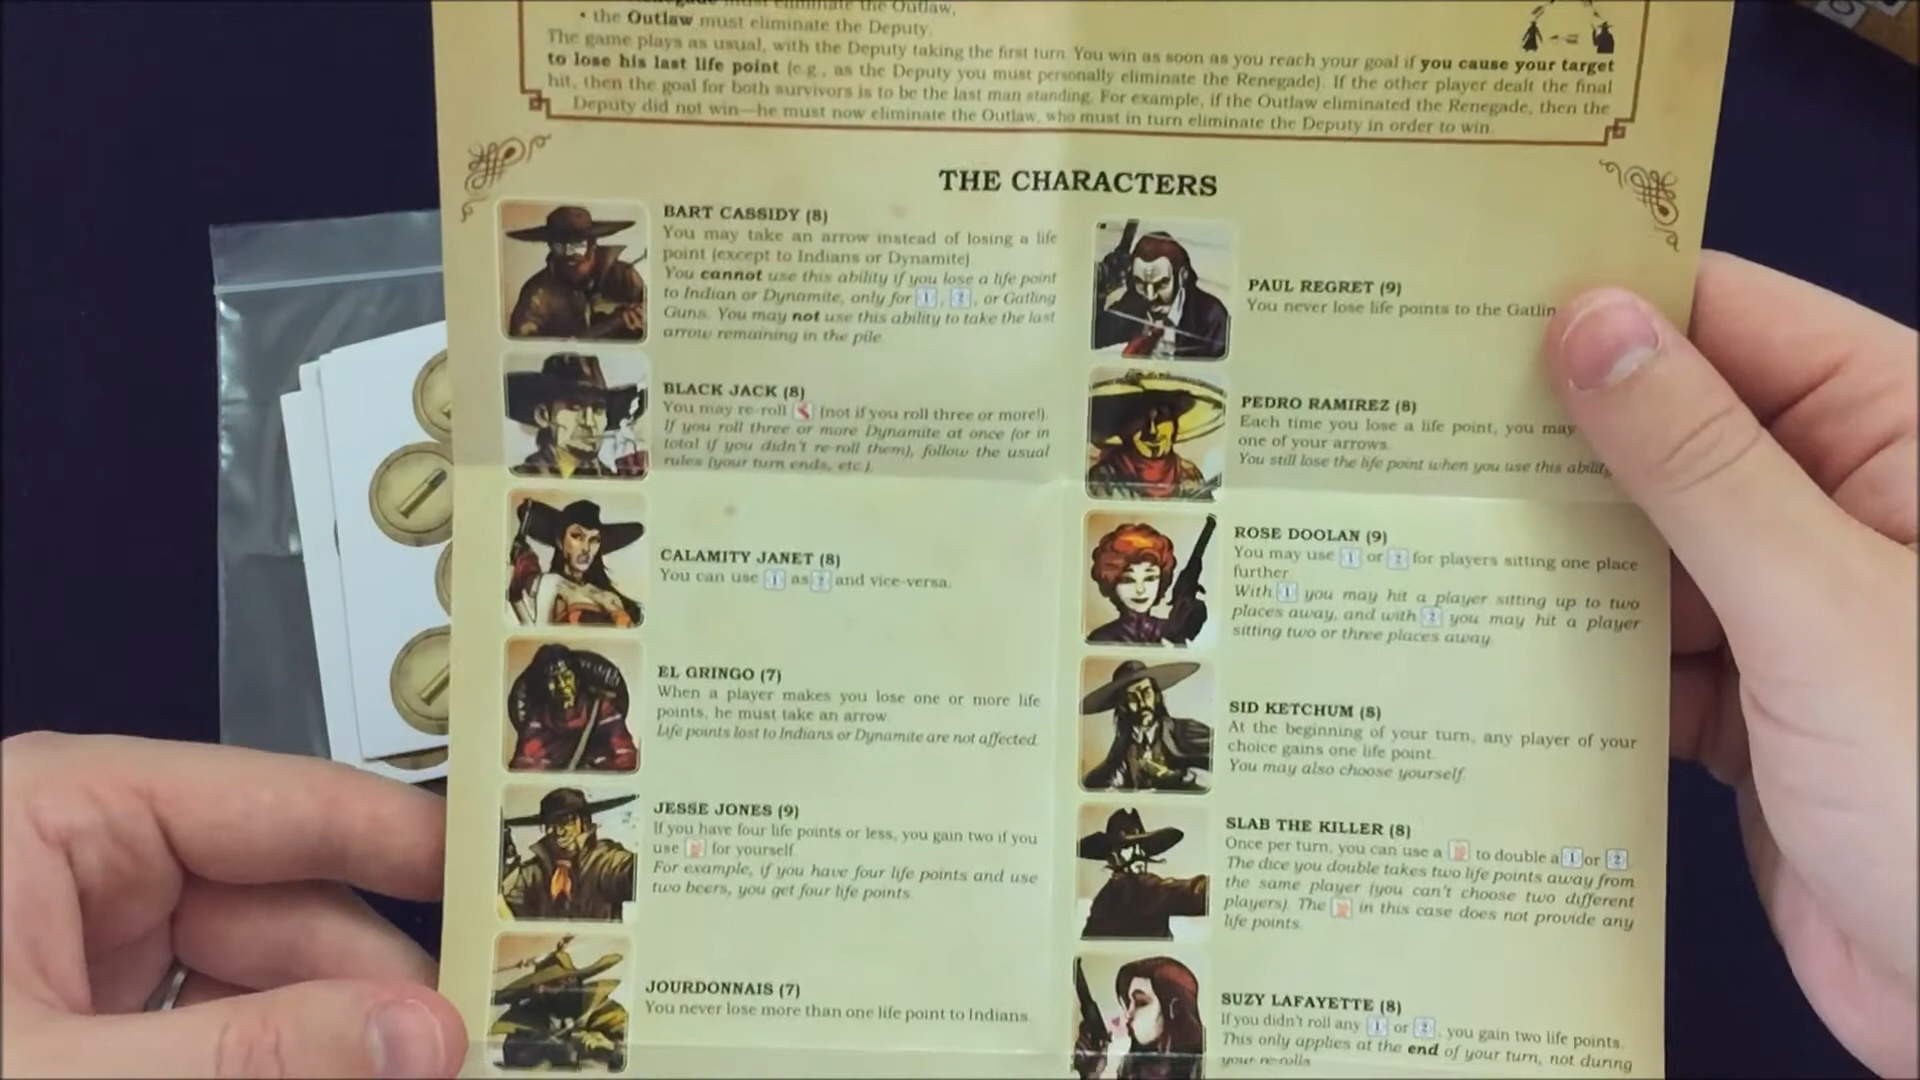 must eliminate the Outlaw,
• the Outlaw must eliminate the Deputy.
The game plays as usual, with the Deputy taking the first turn. You win as soon as you reach your goal if you cause your target
to lose his last life point (e.g., as the Deputy you must personally eliminate the Renegade). If the other player dealt the final
hit, then the goal for both survivors is to be the last man standing. For example, if the Outlaw eliminated the Renegade, then the
Deputy did not win—he must now eliminate the Outlaw, who must in turn eliminate the Deputy in order to win.
THE CHARACTERS
BART CASSIDY (8)
You may take an arrow instead of losing a life
point (except to Indians or Dynamite)
You cannot use this ability if you lose a life point
to Indian or Dynamite, only for 1, 2, or Gatling
Guns. You may not use this ability to take the last
arrow remaining in the pile.
BLACK JACK (8)
You may re-roll (not if you roll three or more!).
If you roll three or more Dynamite at once (or in
total if you didn't re-roll them), follow the usual
rules (your turn ends, etc.).
CALAMITY JANET (8)
You can use 1 as 2 and vice-versa.
EL GRINGO (7)
When a player makes you lose one or more life
points, he must take an arrow
Life points lost to Indians or Dynamite are not affected.
JESSE JONES (9)
If you have four life points or less, you gain two if you
use for yourself
For example, if you have four life points and use
two beers, you get four life points.
JOURDONNAIS (7)
You never lose more than one life point to Indians.
PAUL REGRET (9)
You never lose life points to the Gatlin
PEDRO RAMIREZ (8)
Each time you lose a life point, you may
one of your arrows.
You still lose the life point when you use this ability
ROSE DOOLAN (9)
You may use 1 or 2 for players sitting one place
further
With 1 you may hit a player sitting up to two
places away, and with 2 you may hit a player
sitting two or three places away.
SID KETCHUM (8)
At the beginning of your turn, any player of your
choice gains one life point.
You may also choose yourself.
SLAB THE KILLER (8)
Once per turn, you can use a to double a 1 or 2
The dice you double takes two life points away from
the same player (you can't choose two different
players). The in this case does not provide any
life points.
SUZY LAFAYETTE (8)
If you didn't roll any 1 or 2, you gain two life points.
This only applies at the end of your turn, not during
your re-rolls